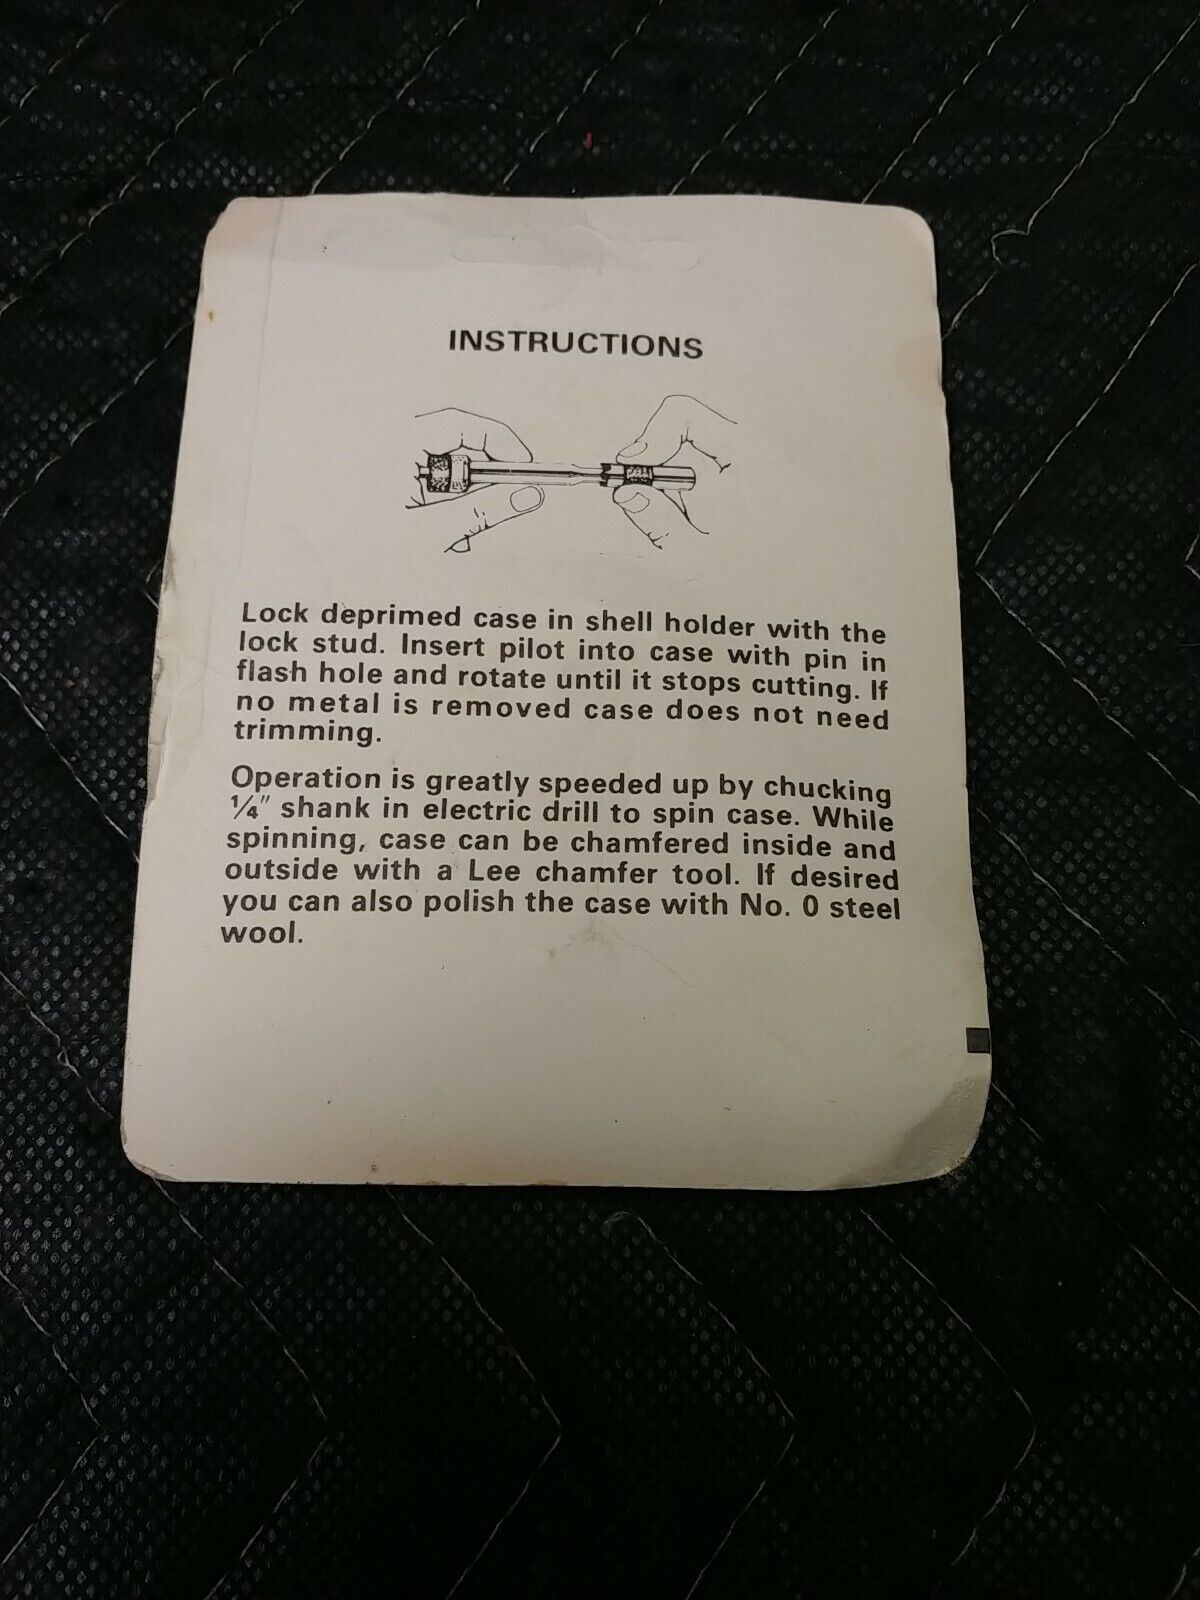 INSTRUCTIONS
Lock deprimed case in shell holder with the
lock stud. Insert pilot into case with pin in
flash hole and rotate until it stops cutting. If
no metal is removed case does not need
trimming.
Operation is greatly speeded up by chucking
¼" shank in electric drill to spin case. While
spinning, case can be chamfered inside and
outside with a Lee chamfer tool. If desired
you can also polish the case with No. 0 steel
wool.